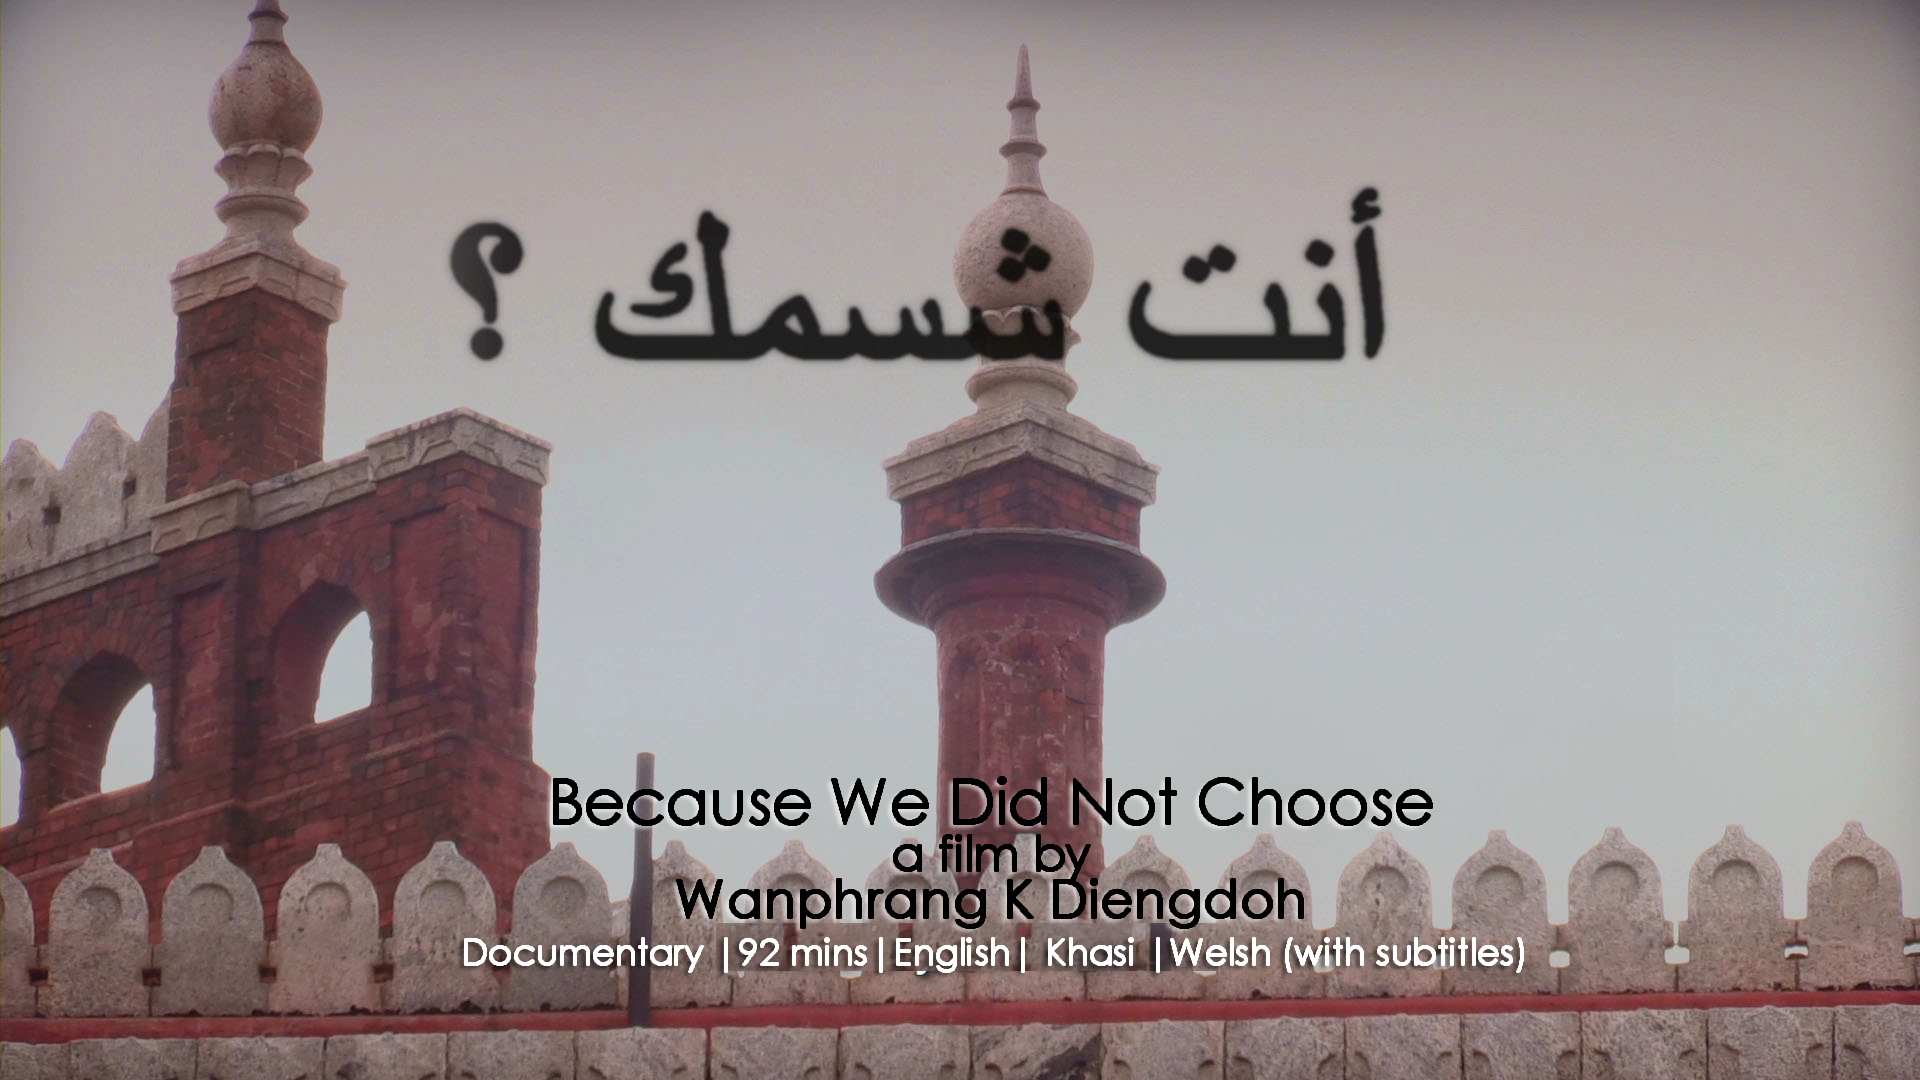 أنت شسمك ؟
Because We Did Not Choose
a film by
Wanphrang K Diengdoh
Documentary |92 mins|English| Khasi |Welsh (with subtitles)